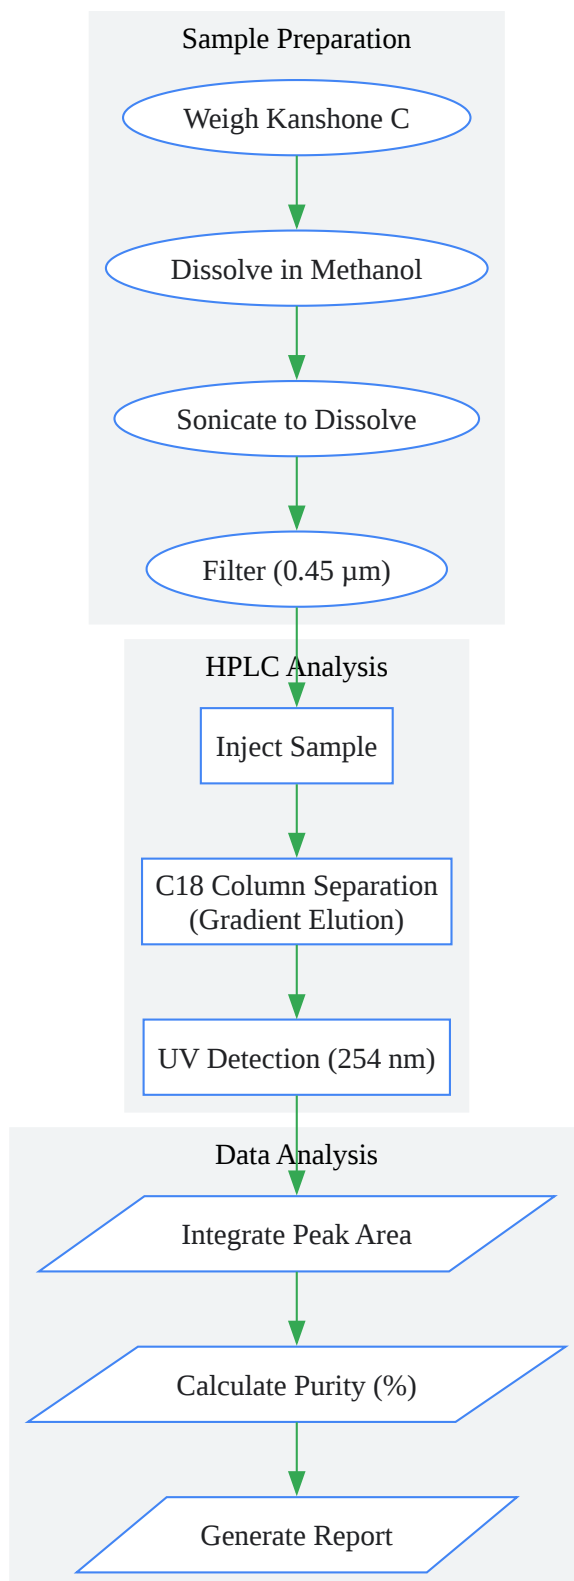 Sample Preparation
Weigh Kanshone C
Dissolve in Methanol
Sonicate to Dissolve
Filter (0.45 µm)
HPLC Analysis
Inject Sample
C18 Column Separation
(Gradient Elution)
UV Detection (254 nm)
Data Analysis
Integrate Peak Area
Calculate Purity (%)
Generate Report